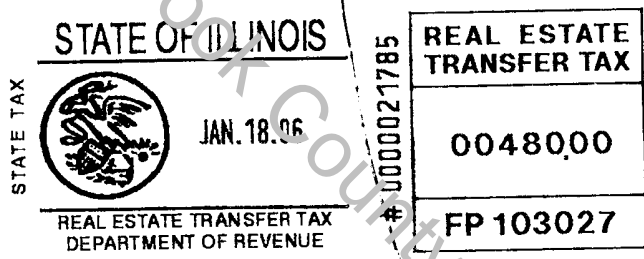 STATE OF ILLINOIS
STATE TAX
JAN. 18.06
REAL ESTATE TRANSFER TAX
DEPARTMENT OF REVENUE
# 0000021785
REAL ESTATE
TRANSFER TAX
0048000
FP 103027
ook County